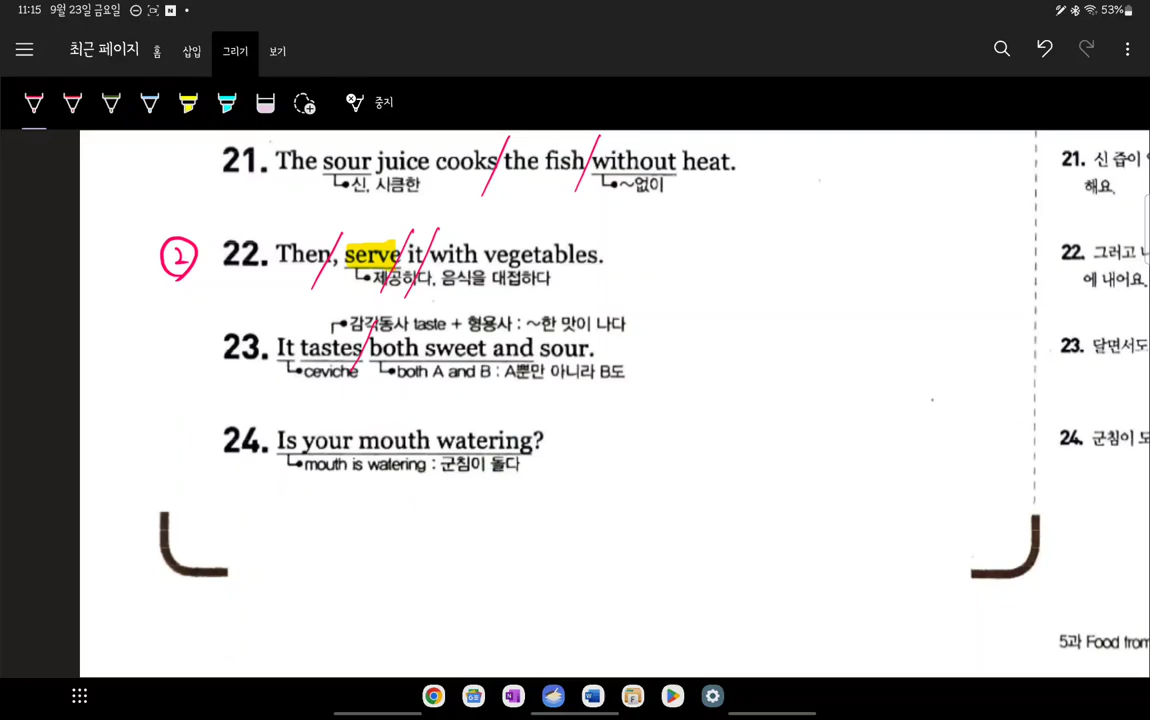 11:15 9월 23일 금요일 53%
최근 페이지 홈 삽입 그리기 보기
중지
21. The sour juice cooks the fish without heat.
신, 시큼한 ~없이
② 22. Then, serve it with vegetables.
제공하다, 음식을 대접하다
감각동사 taste + 형용사 : ~한 맛이 나다
23. It tastes both sweet and sour.
ceviche both A and B : A뿐만 아니라 B도
24. Is your mouth watering?
mouth is watering : 군침이 돌다
21. 신 즙이
해요.
22. 그러고 나
에 내어요.
23. 달면서도
24. 군침이 도
5과 Food from